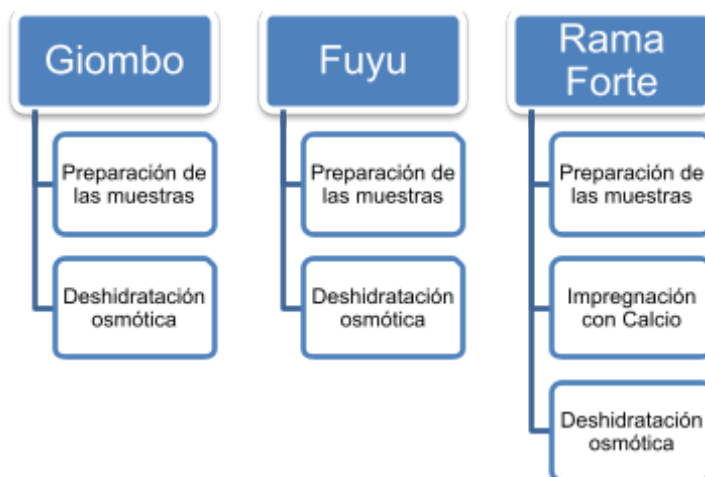 Giombo
Preparación de
las muestras
Deshidratación
osmótica
Fuyu
Preparación de
las muestras
Deshidratación
osmótica
Rama
Forte
Preparación de
las muestras
Impregnación
con Calcio
Deshidratación
osmótica